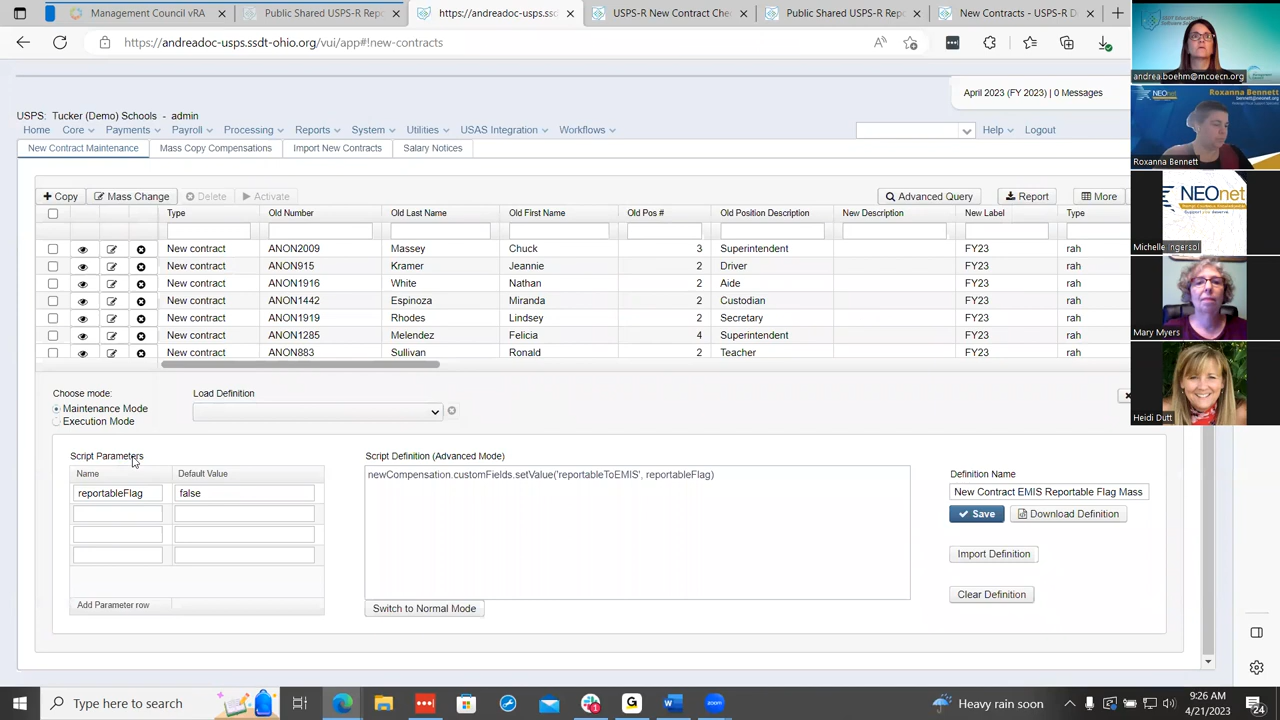 Management Council vRA
Public Shared USPS-R Rep
https://andreadoc-usps.ssd
USPS - New Contract Che
Public Shared USPS-R Rep
New Contracts - USPS-R D
https://andreadoc-usps.ssdt-ohio.org/vui/app#!new-contracts
April 2023 (FY 2023) | 0 Messages
USPS: Tucker (Demo) Schools - admin
Home Core Payments Payroll Processing Reports System Utilities USAS Integration Workflows Help Logout
New Contract Maintenance Mass Copy Compensations Import New Contracts Salary Notices
Copy Mass Change Delete Activate Advanced Query Report More
Type Old Number Old Last Name Old First Name Old Pos # Old Position Description New Description New Label Type
New contract ANON2009 Massey Chuck 3 Superintendent FY23 rah
New contract ANON915 Kramer Jeannie 2 Driver FY23 rah
New contract ANON1916 White Nathan 2 Aide FY23 rah
New contract ANON1442 Espinoza Miranda 2 Custodian FY23 rah
New contract ANON1919 Rhodes Lindsey 2 Secretary FY23 rah
New contract ANON1285 Melendez Felicia 4 Superintendent FY23 rah
New contract ANON883 Sullivan Ronald 2 Teacher FY23 rah
Choose mode: Load Definition
Maintenance Mode
Execution Mode
Script Parameters Script Definition (Advanced Mode)
Name Default Value
reportableFlag false
newCompensation.customFields.setValue('reportableToEMIS', reportableFlag)
Definition Name
New Contract EMIS Reportable Flag Mass
Save Download Definition
Import Definition
Clear Definition
Add Parameter row
Switch to Normal Mode
andrea.boehm@mcoecn.org
NEOnet
Roxanna Bennett
bennett@neonet.org
Roxanna Bennett
NEOnet
Michelle Ingersol
Mary Myers
Heidi Dutt
Type here to search
zoom
Heavy rain soon
9:26 AM
4/21/2023
24